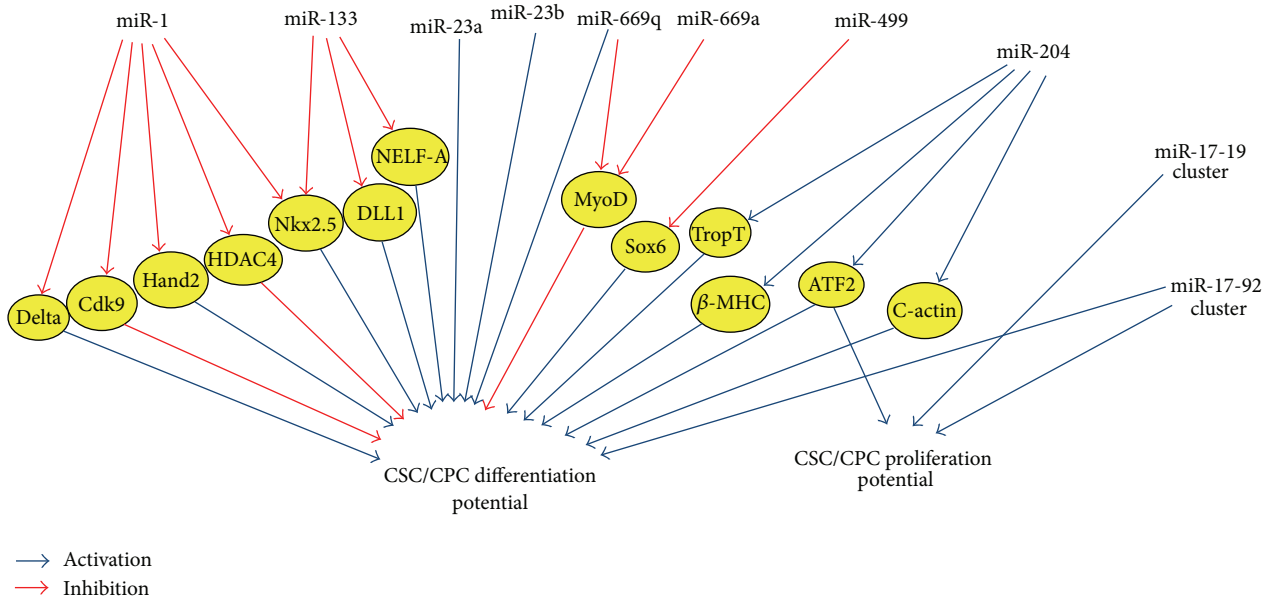 miR-1
miR-133
miR-23a
miR-23b
miR-669q
miR-669a
miR-499
miR-204
miR-17-19
cluster
miR-17-92
cluster
NELF-A
DLL1
Nkx2.5
HDAC4
Hand2
Cdk9
Delta
MyoD
Sox6
TropT
β-MHC
ATF2
C-actin
CSC/CPC differentiation
potential
CSC/CPC proliferation
potential
Activation
Inhibition